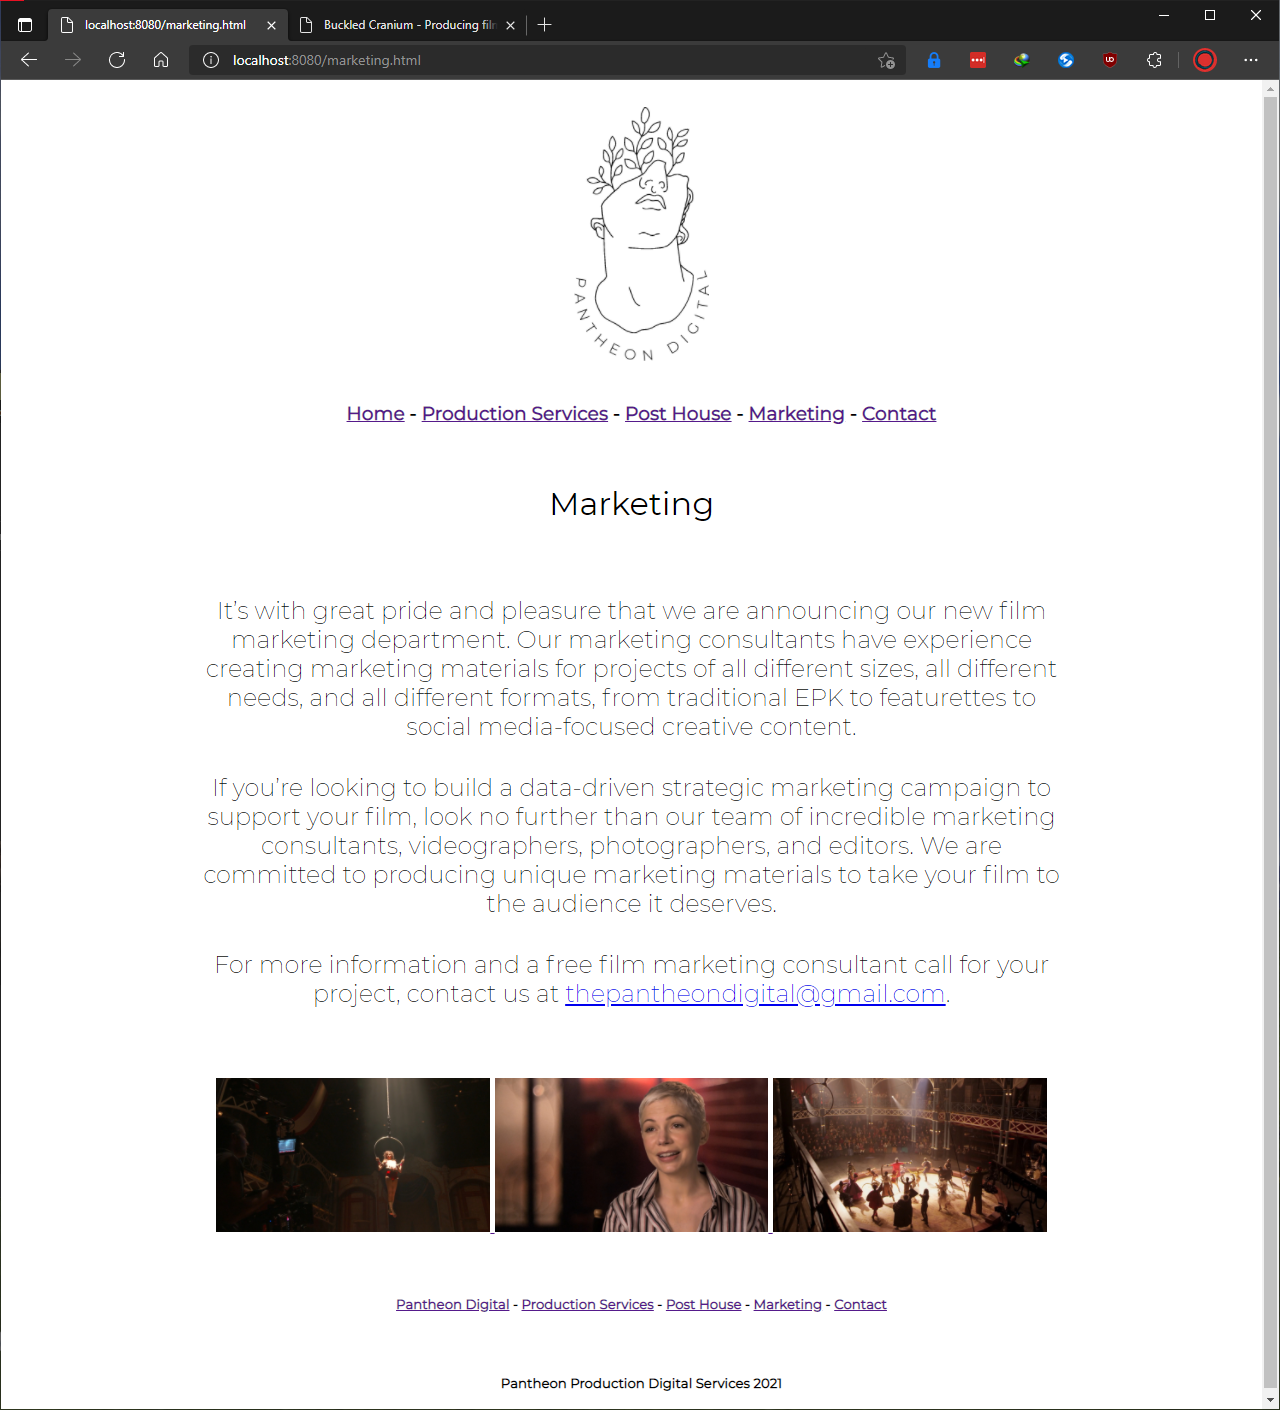 localhost:8080/marketing.html
Buckled Cranium - Producing film
localhost:8080/marketing.html
PANTHEON DIGITAL
Home - Production Services - Post House - Marketing - Contact
Marketing
It’s with great pride and pleasure that we are announcing our new film
marketing department. Our marketing consultants have experience
creating marketing materials for projects of all different sizes, all different
needs, and all different formats, from traditional EPK to featurettes to
social media-focused creative content.
If you’re looking to build a data-driven strategic marketing campaign to
support your film, look no further than our team of incredible marketing
consultants, videographers, photographers, and editors. We are
committed to producing unique marketing materials to take your film to
the audience it deserves.
For more information and a free film marketing consultant call for your
project, contact us at thepantheondigital@gmail.com.
Pantheon Digital - Production Services - Post House - Marketing - Contact
Pantheon Production Digital Services 2021